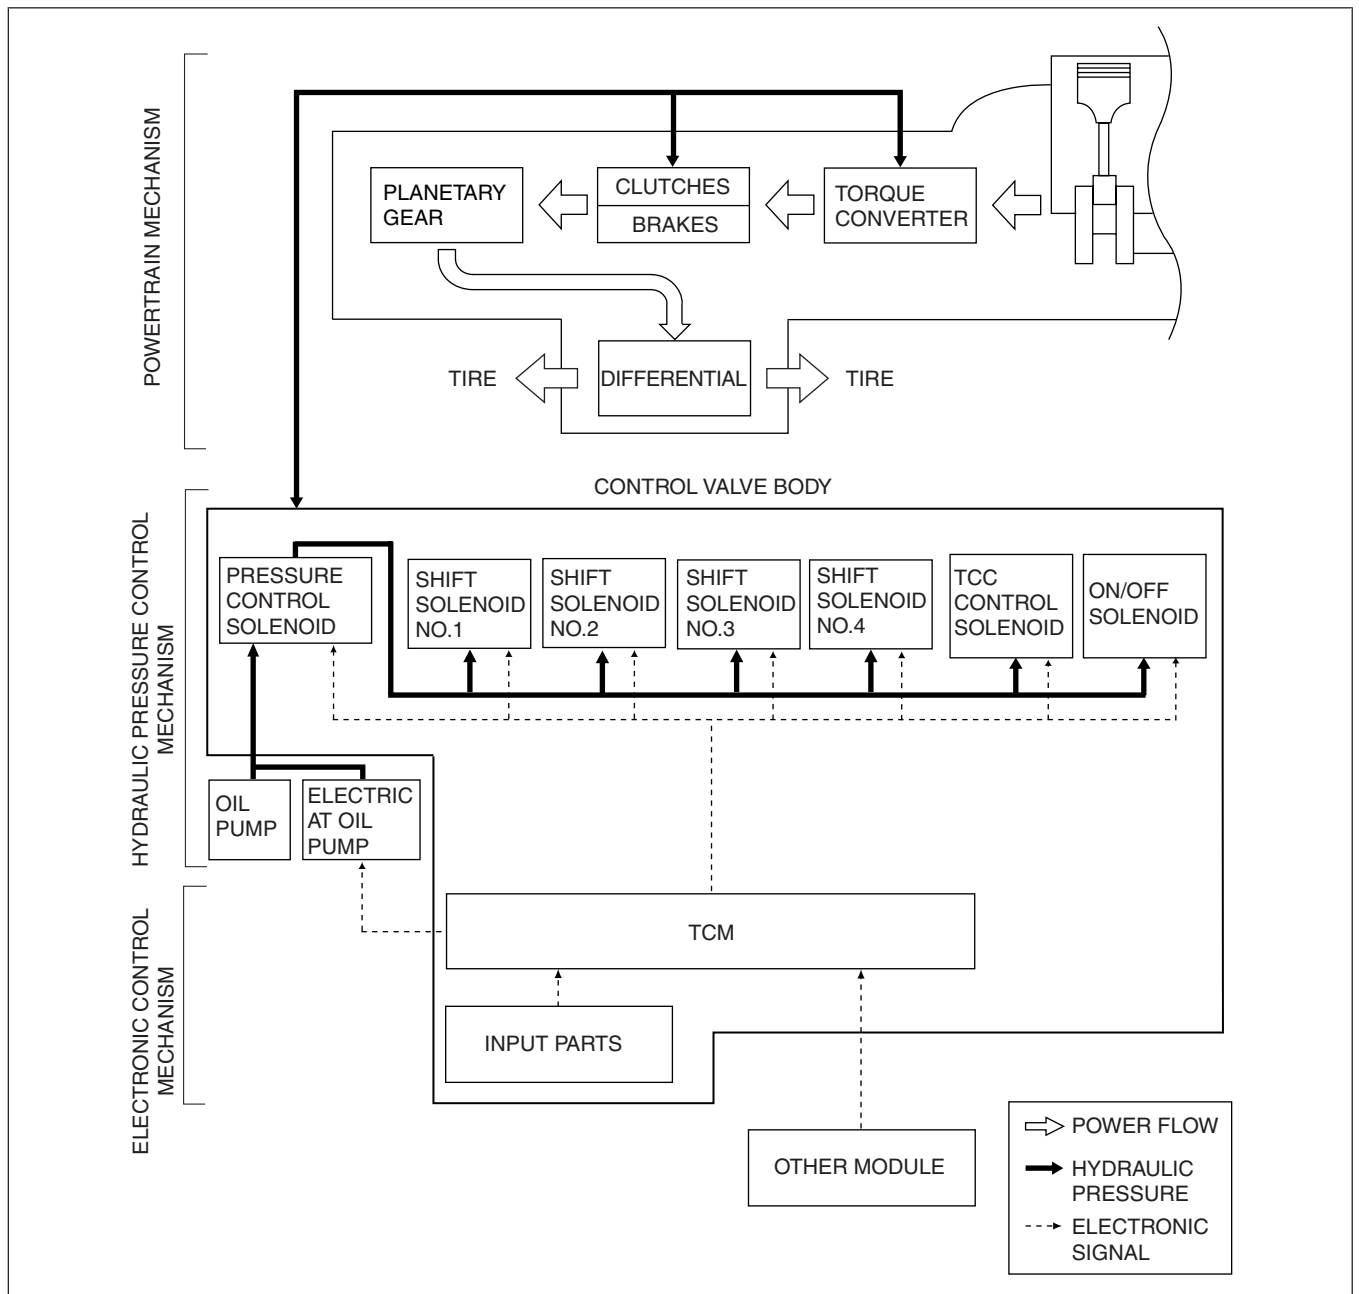 POWERTRAIN MECHANISM
PLANETARY
GEAR
CLUTCHES
BRAKES
TORQUE
CONVERTER
TIRE
DIFFERENTIAL
TIRE
HYDRAULIC PRESSURE CONTROL
MECHANISM
CONTROL VALVE BODY
PRESSURE
CONTROL
SOLENOID
SHIFT
SOLENOID
NO.1
SHIFT
SOLENOID
NO.2
SHIFT
SOLENOID
NO.3
SHIFT
SOLENOID
NO.4
TCC
CONTROL
SOLENOID
ON/OFF
SOLENOID
OIL
PUMP
ELECTRIC
AT OIL
PUMP
ELECTRONIC CONTROL
MECHANISM
TCM
INPUT PARTS
OTHER MODULE
POWER FLOW
HYDRAULIC
PRESSURE
ELECTRONIC
SIGNAL